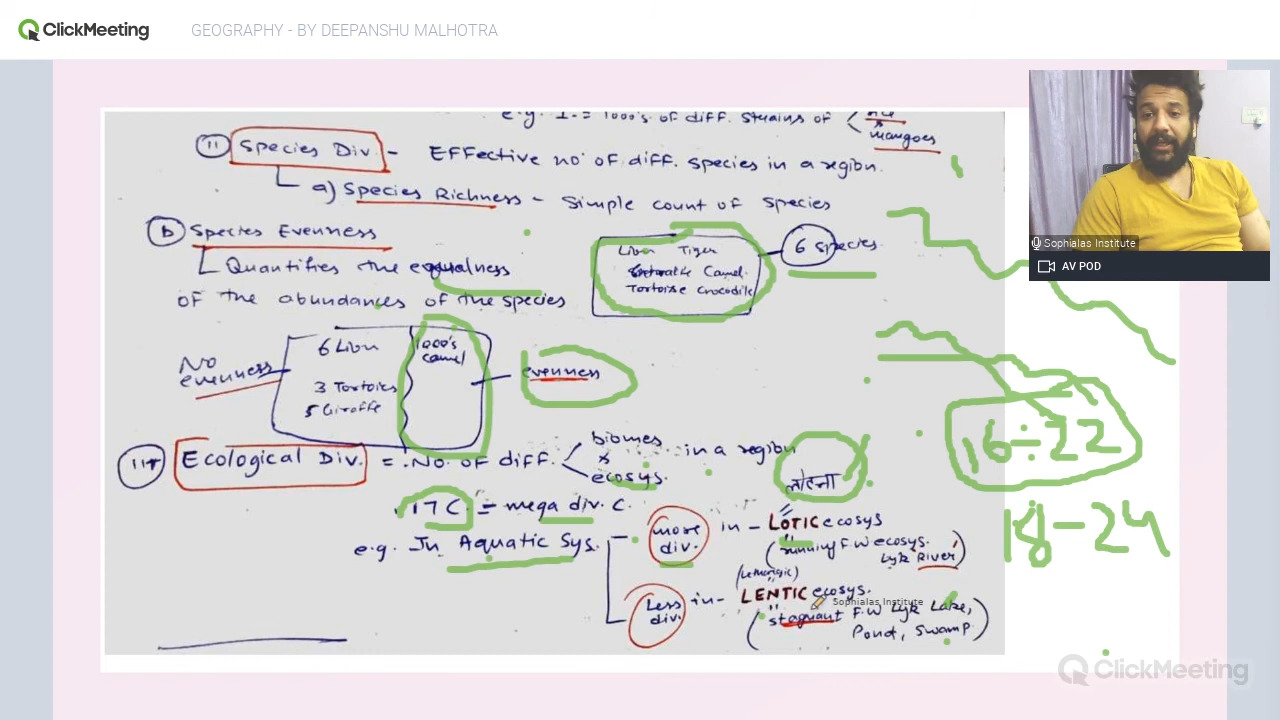 ClickMeeting
GEOGRAPHY - BY DEEPANSHU MALHOTRA
e.g. I. = 1000's of diff. strains of
mangoes
(ii) Species Div. - Effective no of diff. species in a region.
a) Species Richness - Simple count of species
(b) Species Evenness
Quantifies the equalness
of the abundances of the species
Lion Tiger
Camel
Tortoise Crocodile
6 species
No
evenness
6 Lion
3 Tortoies
5 Giraffe
1000's
camel
evenness
16÷22
18-24
(iii) Ecological Div. = No. of diff. biomes
ecosys. in a region
17 C = mega div. C.
e.g. In Aquatic Sys. - more div. in - LOTIC ecosys
(running F.W ecosys.
Lyk River)
(Lethargic)
Less div. in - LENTIC ecosys.
(stagnant F.W Lyk Lake,
Pond, Swamp.)
Sophialas Institute
Sophialas Institute
AV POD
ClickMeeting